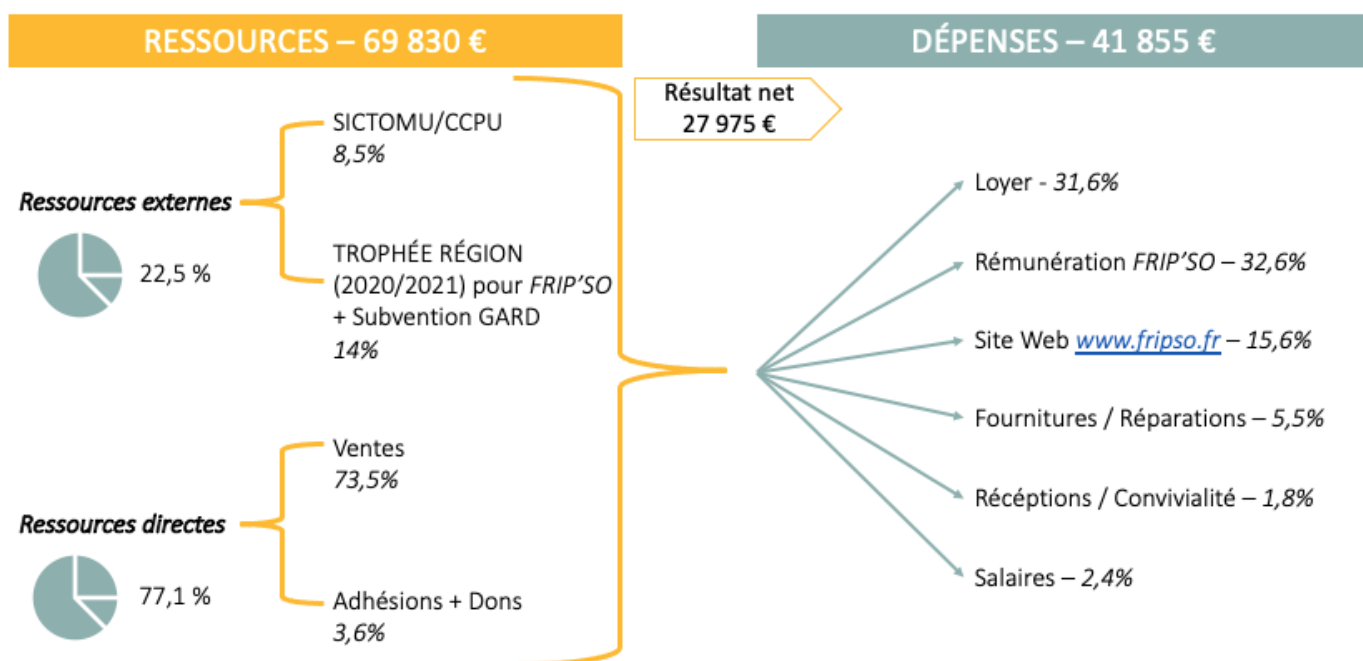 RESSOURCES – 69 830 €
DÉPENSES – 41 855 €
Résultat net
27 975 €
Ressources externes
22,5 %
SICTOMU/CCPU
8,5%
TROPHÉE RÉGION
(2020/2021) pour FRIP'SO
+ Subvention GARD
14%
Ressources directes
77,1 %
Ventes
73,5%
Adhésions + Dons
3,6%
Loyer - 31,6%
Rémunération FRIP'SO – 32,6%
Site Web www.fripso.fr – 15,6%
Fournitures / Réparations – 5,5%
Récéptions / Convivialité – 1,8%
Salaires – 2,4%